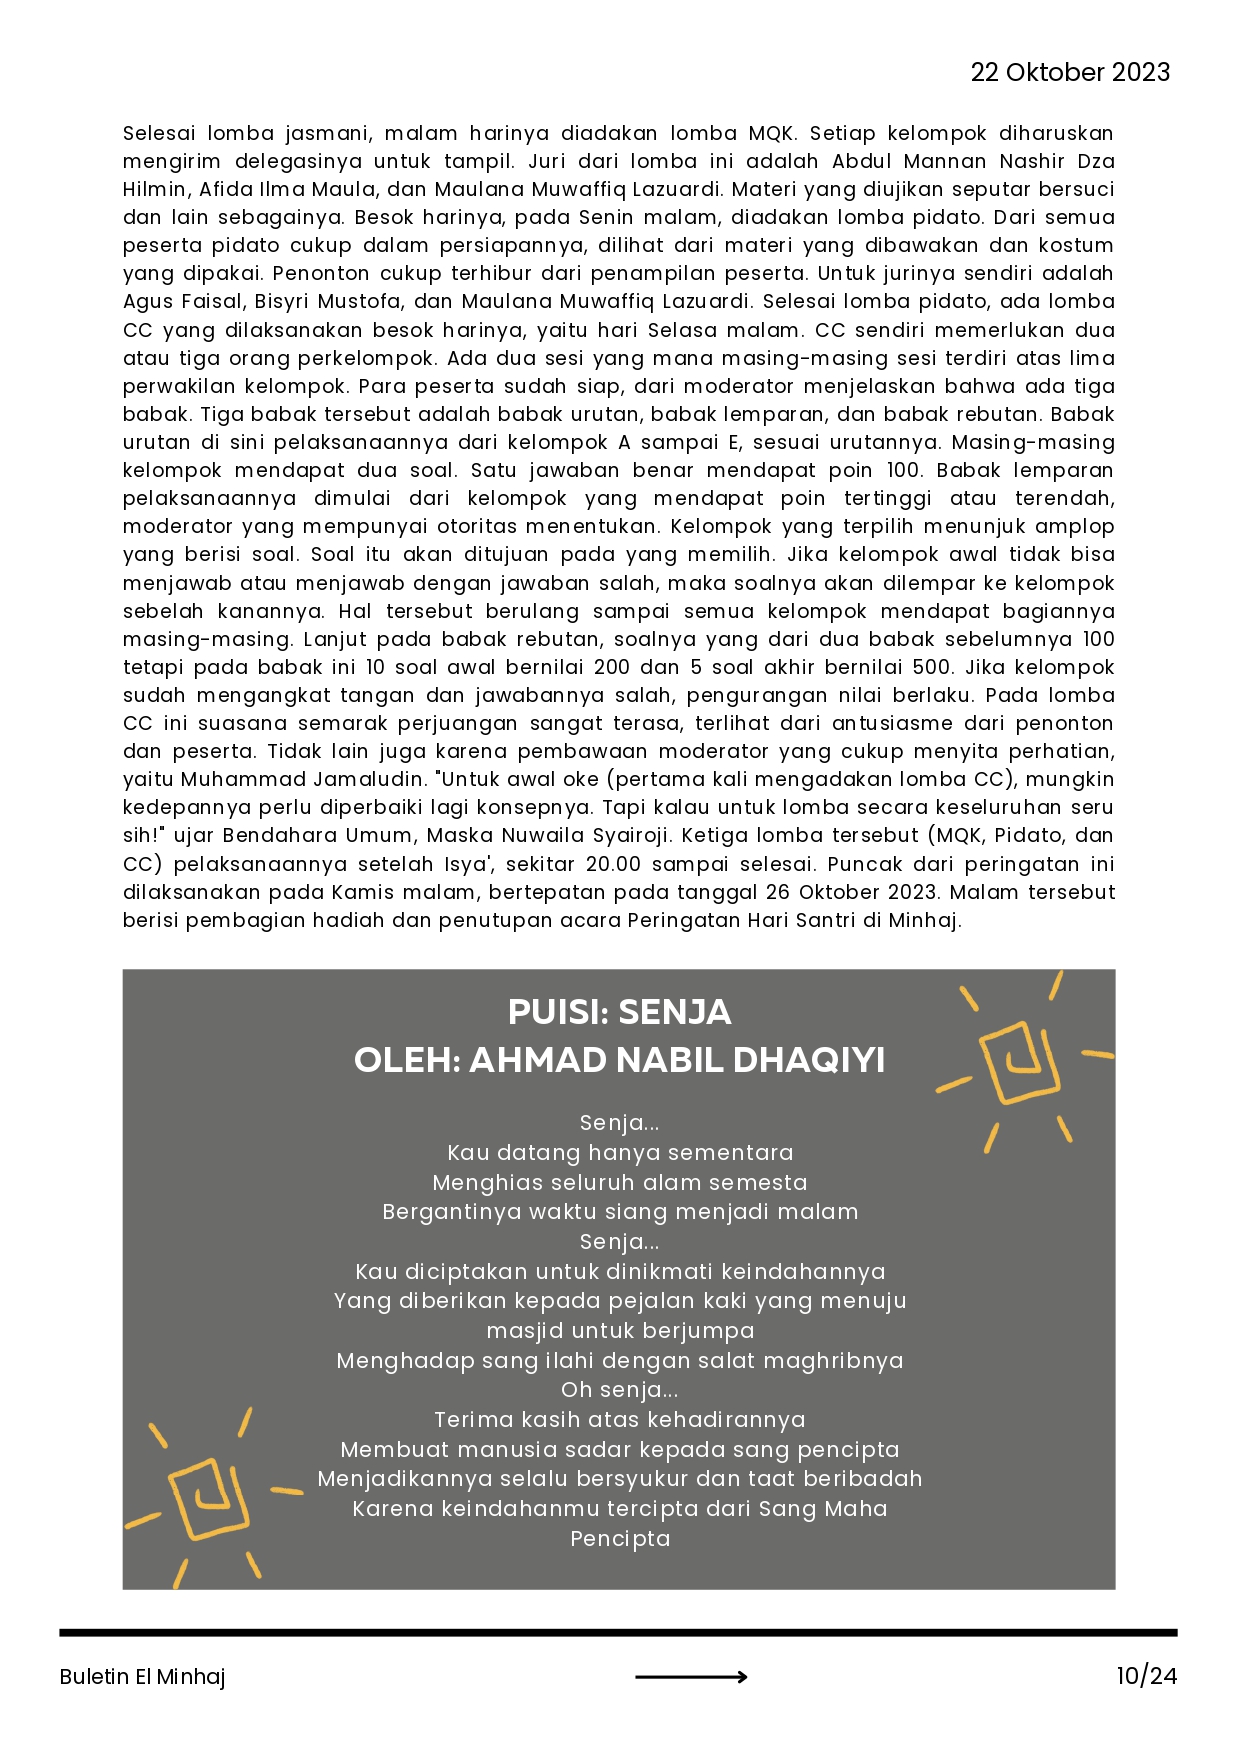 22 Oktober 2023
Selesai lomba jasmani, malam harinya diadakan lomba MQK. Setiap kelompok diharuskan
mengirim delegasinya untuk tampil. Juri dari lomba ini adalah Abdul Mannan Nashir Dza
Hilmin, Afida Ilma Maula, dan Maulana Muwaffiq Lazuardi. Materi yang diujikan seputar bersuci
dan lain sebagainya. Besok harinya, pada Senin malam, diadakan lomba pidato. Dari semua
peserta pidato cukup dalam persiapannya, dilihat dari materi yang dibawakan dan kostum
yang dipakai. Penonton cukup terhibur dari penampilan peserta. Untuk jurinya sendiri adalah
Agus Faisal, Bisyri Mustofa, dan Maulana Muwaffiq Lazuardi. Selesai lomba pidato, ada lomba
CC yang dilaksanakan besok harinya, yaitu hari Selasa malam. CC sendiri memerlukan dua
atau tiga orang perkelompok. Ada dua sesi yang mana masing-masing sesi terdiri atas lima
perwakilan kelompok. Para peserta sudah siap, dari moderator menjelaskan bahwa ada tiga
babak. Tiga babak tersebut adalah babak urutan, babak lemparan, dan babak rebutan. Babak
urutan di sini pelaksanaannya dari kelompok A sampai E, sesuai urutannya. Masing-masing
kelompok mendapat dua soal. Satu jawaban benar mendapat poin 100. Babak lemparan
pelaksanaannya dimulai dari kelompok yang mendapat poin tertinggi atau terendah,
moderator yang mempunyai otoritas menentukan. Kelompok yang terpilih menunjuk amplop
yang berisi soal. Soal itu akan ditujuan pada yang memilih. Jika kelompok awal tidak bisa
menjawab atau menjawab dengan jawaban salah, maka soalnya akan dilempar ke kelompok
sebelah kanannya. Hal tersebut berulang sampai semua kelompok mendapat bagiannya
masing-masing. Lanjut pada babak rebutan, soalnya yang dari dua babak sebelumnya 100
tetapi pada babak ini 10 soal awal bernilai 200 dan 5 soal akhir bernilai 500. Jika kelompok
sudah mengangkat tangan dan jawabannya salah, pengurangan nilai berlaku. Pada lomba
CC ini suasana semarak perjuangan sangat terasa, terlihat dari antusiasme dari penonton
dan peserta. Tidak lain juga karena pembawaan moderator yang cukup menyita perhatian,
yaitu Muhammad Jamaludin. "Untuk awal oke (pertama kali mengadakan lomba CC), mungkin
kedepannya perlu diperbaiki lagi konsepnya. Tapi kalau untuk lomba secara keseluruhan seru
sih!" ujar Bendahara Umum, Maska Nuwaila Syairoji. Ketiga lomba tersebut (MQK, Pidato, dan
CC) pelaksanaannya setelah Isya', sekitar 20.00 sampai selesai. Puncak dari peringatan ini
dilaksanakan pada Kamis malam, bertepatan pada tanggal 26 Oktober 2023. Malam tersebut
berisi pembagian hadiah dan penutupan acara Peringatan Hari Santri di Minhaj.
PUISI: SENJA
OLEH: AHMAD NABIL DHAQIYI
Senja...
Kau datang hanya sementara
Menghias seluruh alam semesta
Bergantinya waktu siang menjadi malam
Senja...
Kau diciptakan untuk dinikmati keindahannya
Yang diberikan kepada pejalan kaki yang menuju
masjid untuk berjumpa
Menghadap sang ilahi dengan salat maghribnya
Oh senja...
Terima kasih atas kehadirannya
Membuat manusia sadar kepada sang pencipta
Menjadikannya selalu bersyukur dan taat beribadah
Karena keindahanmu tercipta dari Sang Maha
Pencipta
Buletin El Minhaj
10/24